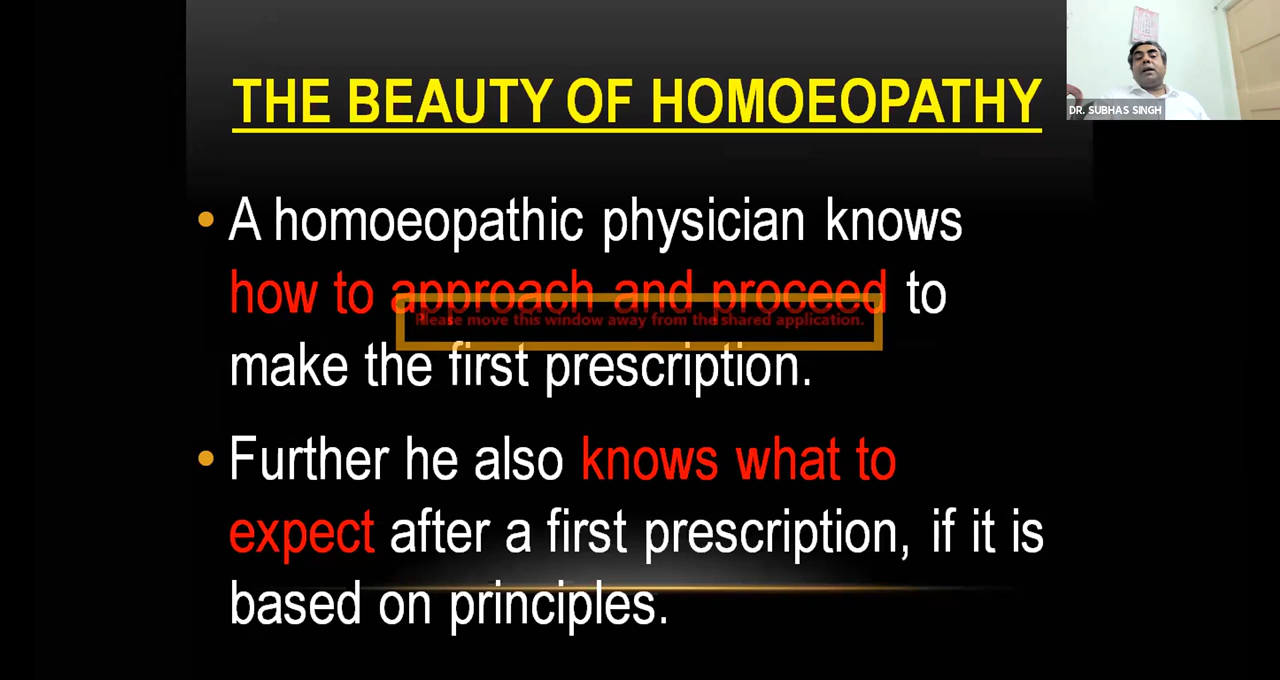 THE BEAUTY OF HOMOEOPATHY
DR. SUBHAS SINGH
• A homoeopathic physician knows
how to approach and proceed to
Please move this window away from the shared application.
make the first prescription.
• Further he also knows what to
expect after a first prescription, if it is
based on principles.